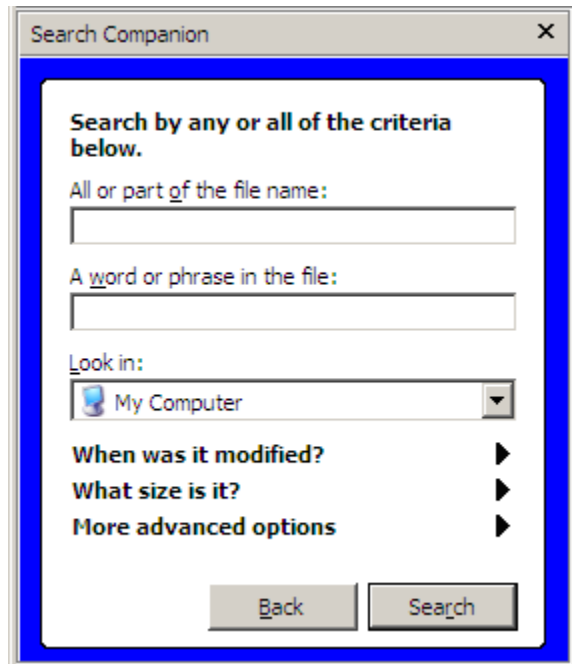 Search Companion
Search by any or all of the criteria
below.
All or part of the file name:
A word or phrase in the file:
Look in:
My Computer
When was it modified?
What size is it?
More advanced options
Back
Search